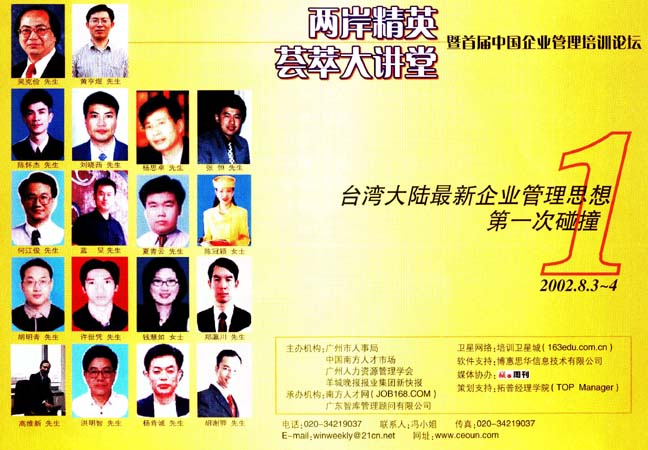 两岸精英
荟萃大讲堂
暨首届中国企业管理培训论坛
吴克俭 先生
黄亨煜 先生
陈怀杰 先生
刘晓燕 先生
杨思卓 先生
张恒 先生
何江俊 先生
蓝昊 先生
夏青云 先生
陈冠颖 女士
胡明青 先生
许世凭 先生
钱慧如 女士
郑瀛川 先生
高维新 先生
洪明智 先生
杨肯诚 先生
胡谢骅 先生
台湾大陆最新企业管理思想
第一次碰撞
1
2002.8.3~4
主办机构:广州市人事局
中国南方人才市场
广州人力资源管理学会
羊城晚报报业集团新快报
承办机构:南方人才网(JOB168.COM)
广东智库管理顾问有限公司
卫星网络:培训卫星城(163edu.com.cn)
软件支持:博惠思华信息技术有限公司
媒体协办:赢周刊
策划支持:拓普经理学院(TOP Manager)
电话:020-34219037 联系人:冯小姐 传真:020-34219037
E-mail:winweekly@21cn.net 网址:www.ceoun.com